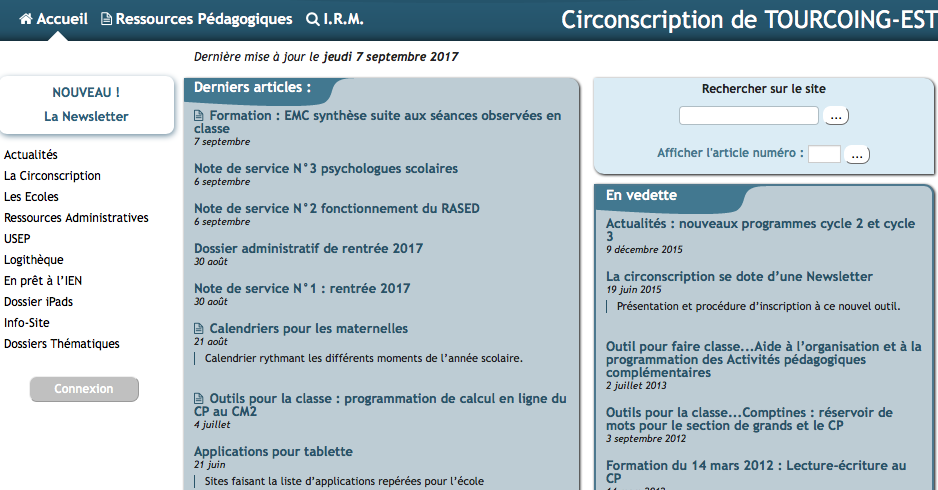 Accueil Ressources Pédagogiques I.R.M.
Circonscription de TOURCOING-EST
Dernière mise à jour le jeudi 7 septembre 2017
NOUVEAU !
La Newsletter
Actualités
La Circonscription
Les Ecoles
Ressources Administratives
USEP
Logithèque
En prêt à l’IEN
Dossier iPads
Info-Site
Dossiers Thématiques
Connexion
Derniers articles :
Formation : EMC synthèse suite aux séances observées en
classe
7 septembre
Note de service N°3 psychologues scolaires
6 septembre
Note de service N°2 fonctionnement du RASED
6 septembre
Dossier administratif de rentrée 2017
30 août
Note de service N°1 : rentrée 2017
30 août
Calendriers pour les maternelles
21 août
Calendrier rythmant les différents moments de l’année scolaire.
Outils pour la classe : programmation de calcul en ligne du
CP au CM2
4 juillet
Applications pour tablette
21 juin
Sites faisant la liste d’applications repérées pour l’école
Rechercher sur le site
...
Afficher l'article numéro : ...
En vedette
Actualités : nouveaux programmes cycle 2 et cycle
3
9 décembre 2015
La circonscription se dote d’une Newsletter
19 juin 2015
Présentation et procédure d’inscription à ce nouvel outil.
Outil pour faire classe...Aide à l’organisation et à la
programmation des Activités pédagogiques
complémentaires
2 juillet 2013
Outils pour la classe...Comptines : réservoir de
mots pour le section de grands et le CP
3 septembre 2012
Formation du 14 mars 2012 : Lecture-écriture au
CP